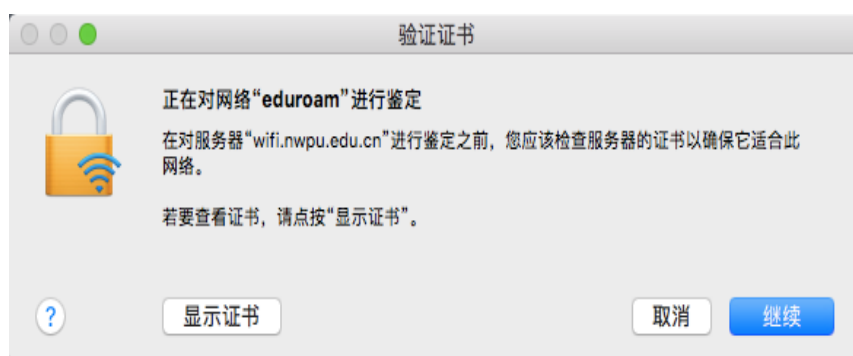 验证证书
正在对网络“eduroam”进行鉴定
在对服务器“wifi.nwpu.edu.cn”进行鉴定之前，您应该检查服务器的证书以确保它适合此
网络。
若要查看证书，请点按“显示证书”。
?
显示证书
取消
继续